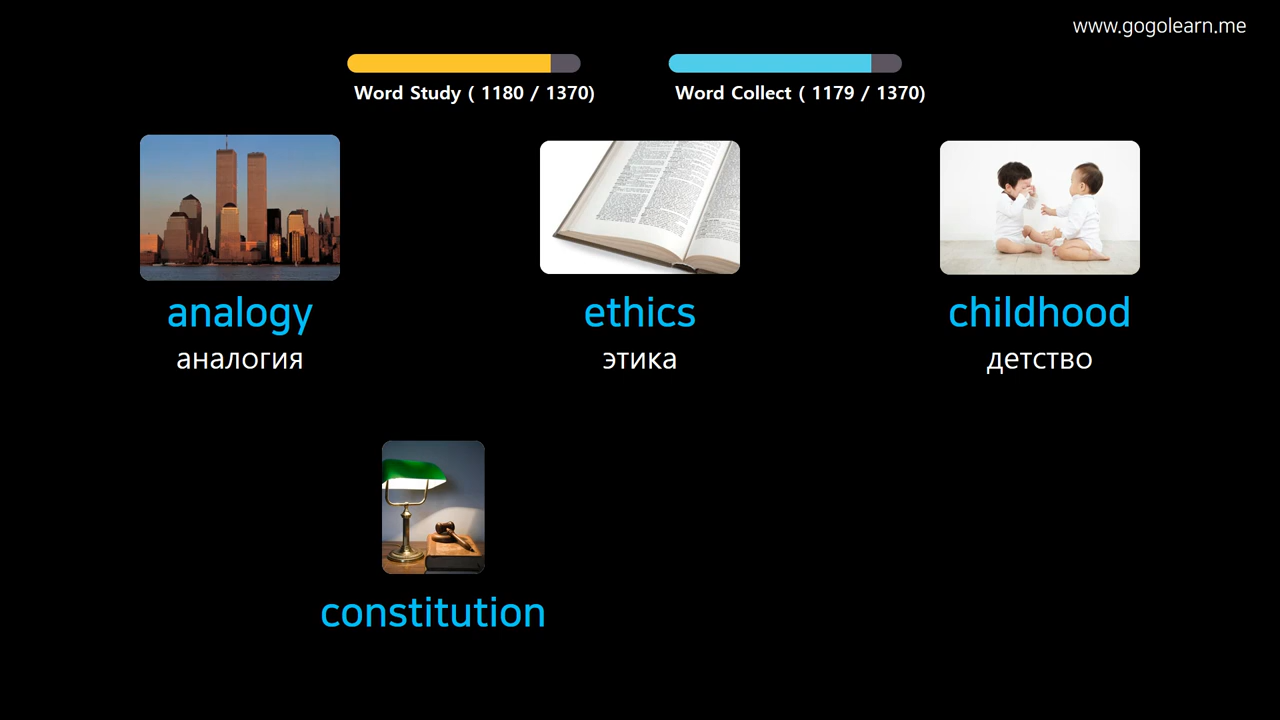 www.gogolearn.me
Word Study ( 1180 / 1370)
Word Collect ( 1179 / 1370)
analogy
аналогия
ethics
этика
childhood
детство
constitution